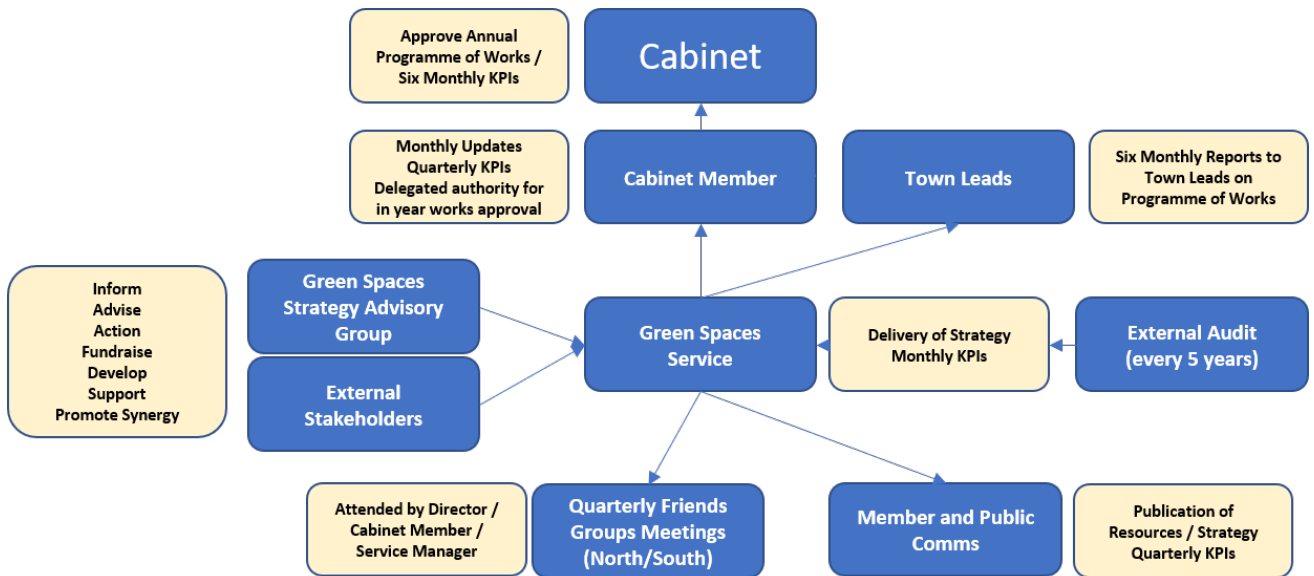 Approve Annual
Programme of Works /
Six Monthly KPIs
Cabinet
Monthly Updates
Quarterly KPIs
Delegated authority for
in year works approval
Cabinet Member
Town Leads
Six Monthly Reports to
Town Leads on
Programme of Works
Inform
Advise
Action
Fundraise
Develop
Support
Promote Synergy
Green Spaces
Strategy Advisory
Group
External
Stakeholders
Green Spaces
Service
Delivery of Strategy
Monthly KPIs
External Audit
(every 5 years)
Attended by Director /
Cabinet Member /
Service Manager
Quarterly Friends
Groups Meetings
(North/South)
Member and Public
Comms
Publication of
Resources / Strategy
Quarterly KPIs